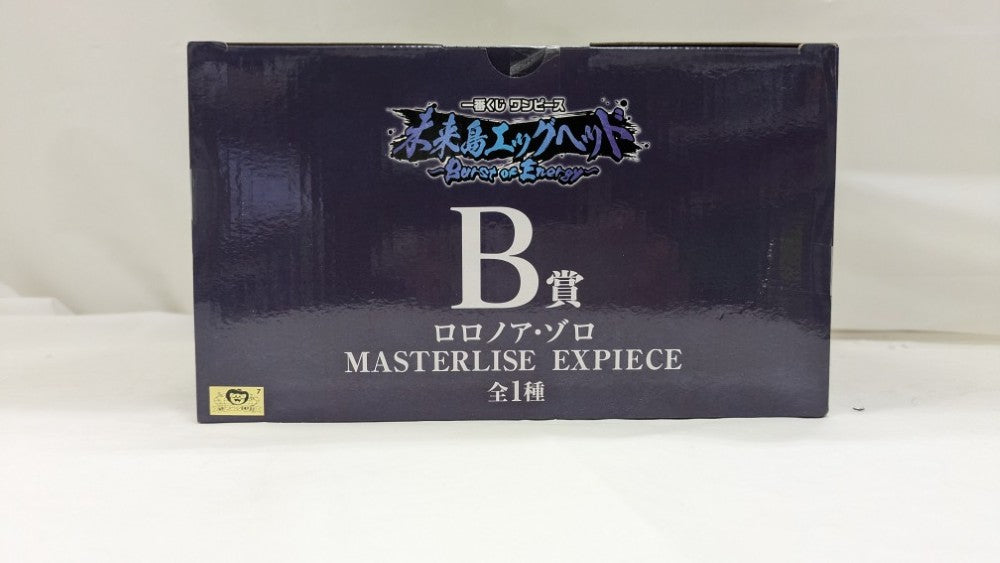 一番くじ ワンピース
未来島エッグヘッド
～Burst of Energy～
B賞
ロロノア・ゾロ
MASTERLISE EXPIECE
全1種
7